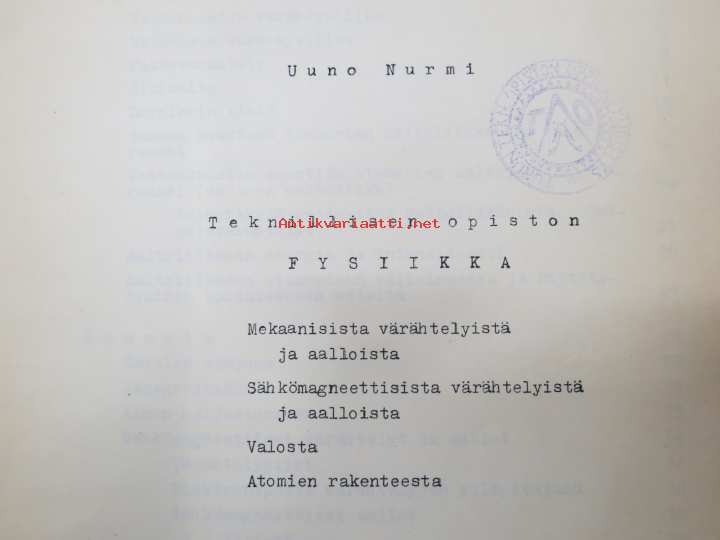 Uuno Nurmi
Teknillisen opiston
Antikvariaatti.net
FYSIIKKA
Mekaanisista värähtelyistä
ja aalloista
Sähkömagneettisista värähtelyistä
ja aalloista
Valosta
Atomien rakenteesta